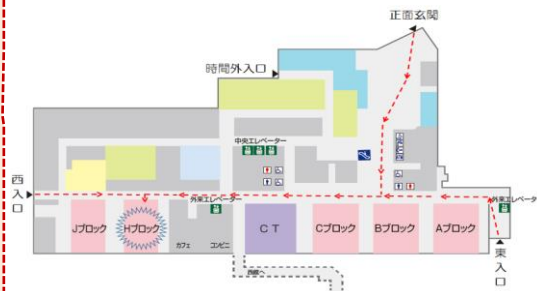 正面玄関
時間外入口
中央エレベーター
西入口
外来エレベーター
外来エレベータ
Jブロック
Hブロック
カフェ
コンビニ
CT
Cブロック
Bブロック
Aブロック
東入口